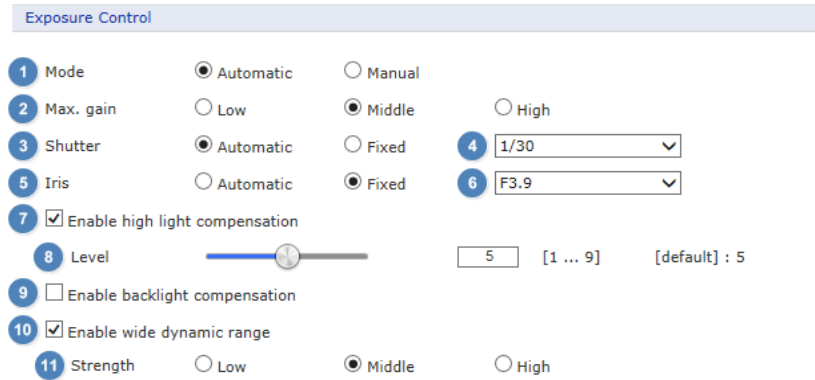 Exposure Control
1 Mode Automatic Manual
2 Max. gain Low Middle High
3 Shutter Automatic Fixed 4 1/30
5 Iris Automatic Fixed 6 F3.9
7 Enable high light compensation
8 Level 5 [1 ... 9] [default] : 5
9 Enable backlight compensation
10 Enable wide dynamic range
11 Strength Low Middle High